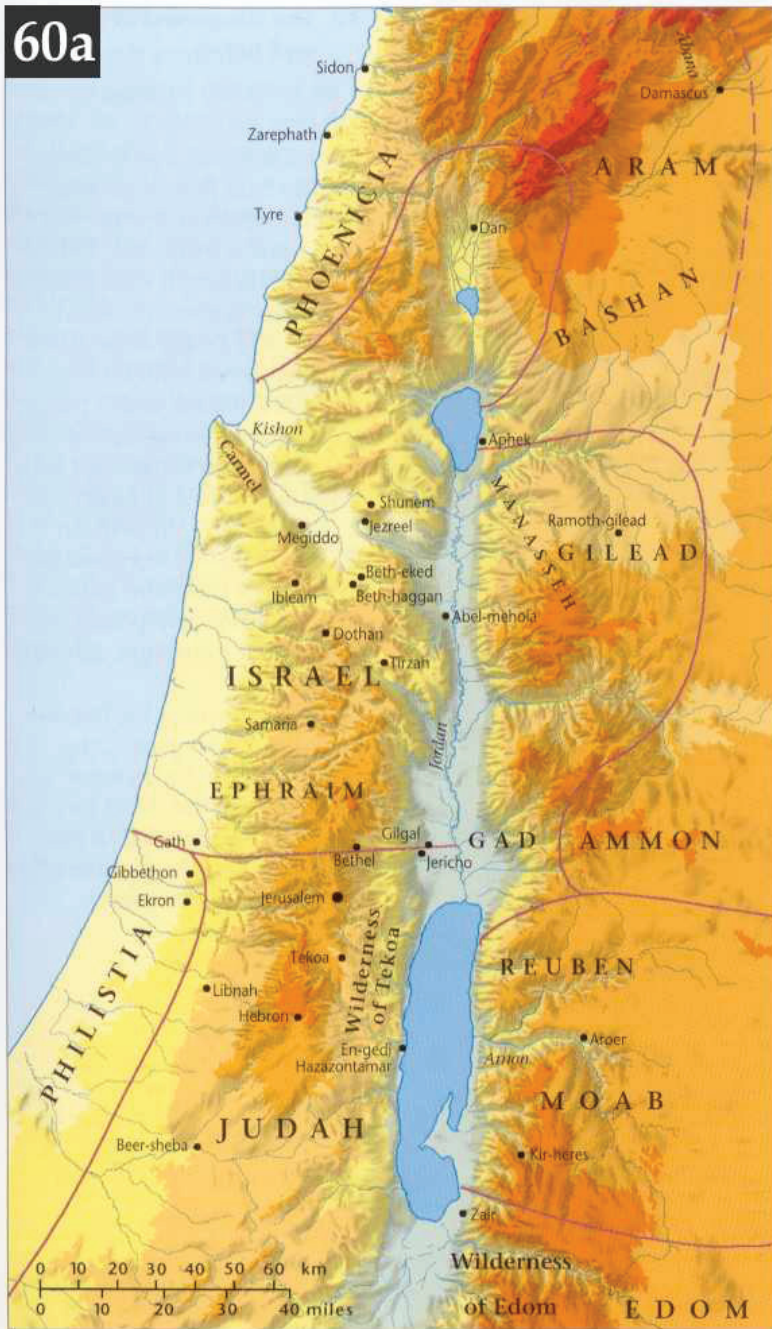 60a
Abana
Sidon
Damascus
Zarephath
PHOENICIA
ARAM
Tyre
Dan
BASHAN
Kishon
Aphek
Carmel
MANASSEH
Shunem
Ramoth-gilead
Jezreel
Megiddo
GILEAD
Beth-eked
Ibleam
Beth-haggan
Abel-mehola
Dothan
ISRAEL
Tirzah
Samaria
Jordan
EPHRAIM
Gath
Gilgal
GAD
AMMON
Bethel
Jericho
Gibbethon
Ekron
Jerusalem
PHILISTIA
Tekoa
Wilderness
of Tekoa
REUBEN
Libnah
Hebron
En-gedi
Hazazontamar
Arnon
Aroer
MOAB
JUDAH
Beer-sheba
Kir-heres
Zair
0 10 20 30 40 50 60 km
0 10 20 30 40 miles
Wilderness
of Edom
EDOM